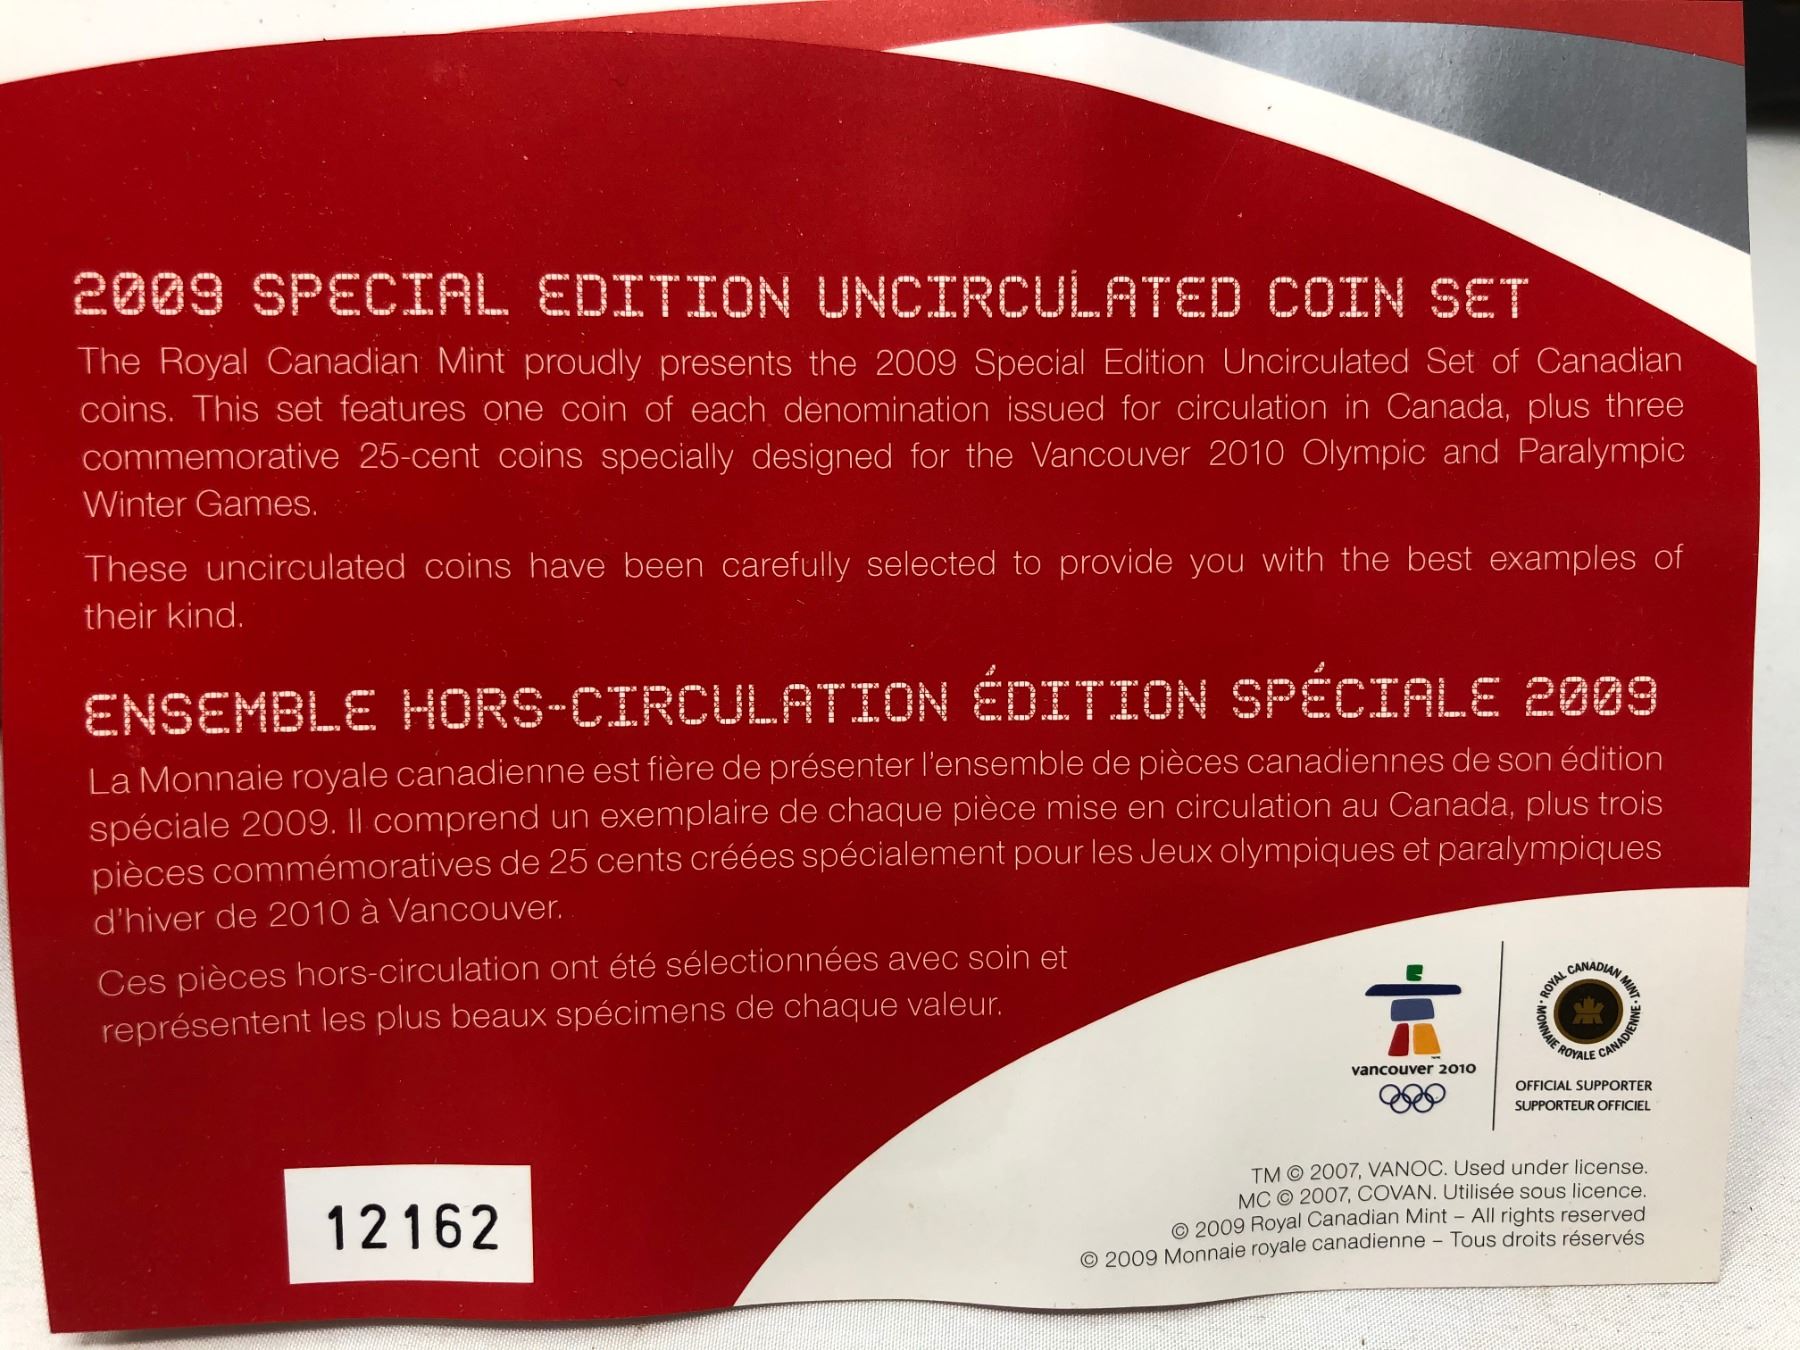 2009 SPECIAL EDITION UNCIRCULATED COIN SET
The Royal Canadian Mint proudly presents the 2009 Special Edition Uncirculated Set of Canadian
coins. This set features one coin of each denomination issued for circulation in Canada, plus three
commemorative 25-cent coins specially designed for the Vancouver 2010 Olympic and Paralympic
Winter Games.
These uncirculated coins have been carefully selected to provide you with the best examples of
their kind.
ENSEMBLE HORS-CIRCULATION ÉDITION SPÉCIALE 2009
La Monnaie royale canadienne est fière de présenter l'ensemble de pièces canadiennes de son édition
spéciale 2009. Il comprend un exemplaire de chaque pièce mise en circulation au Canada, plus trois
pièces commémoratives de 25 cents créées spécialement pour les Jeux olympiques et paralympiques
d'hiver de 2010 à Vancouver.
Ces pièces hors-circulation ont été sélectionnées avec soin et
représentent les plus beaux spécimens de chaque valeur.
12162
vancouver 2010
ROYAL CANADIAN MINT
MONNAIE ROYALE CANADIENNE
OFFICIAL SUPPORTER
SUPPORTEUR OFFICIEL
TM © 2007, VANOC. Used under license.
MC © 2007, COVAN. Utilisée sous licence.
© 2009 Royal Canadian Mint – All rights reserved
© 2009 Monnaie royale canadienne – Tous droits réservés